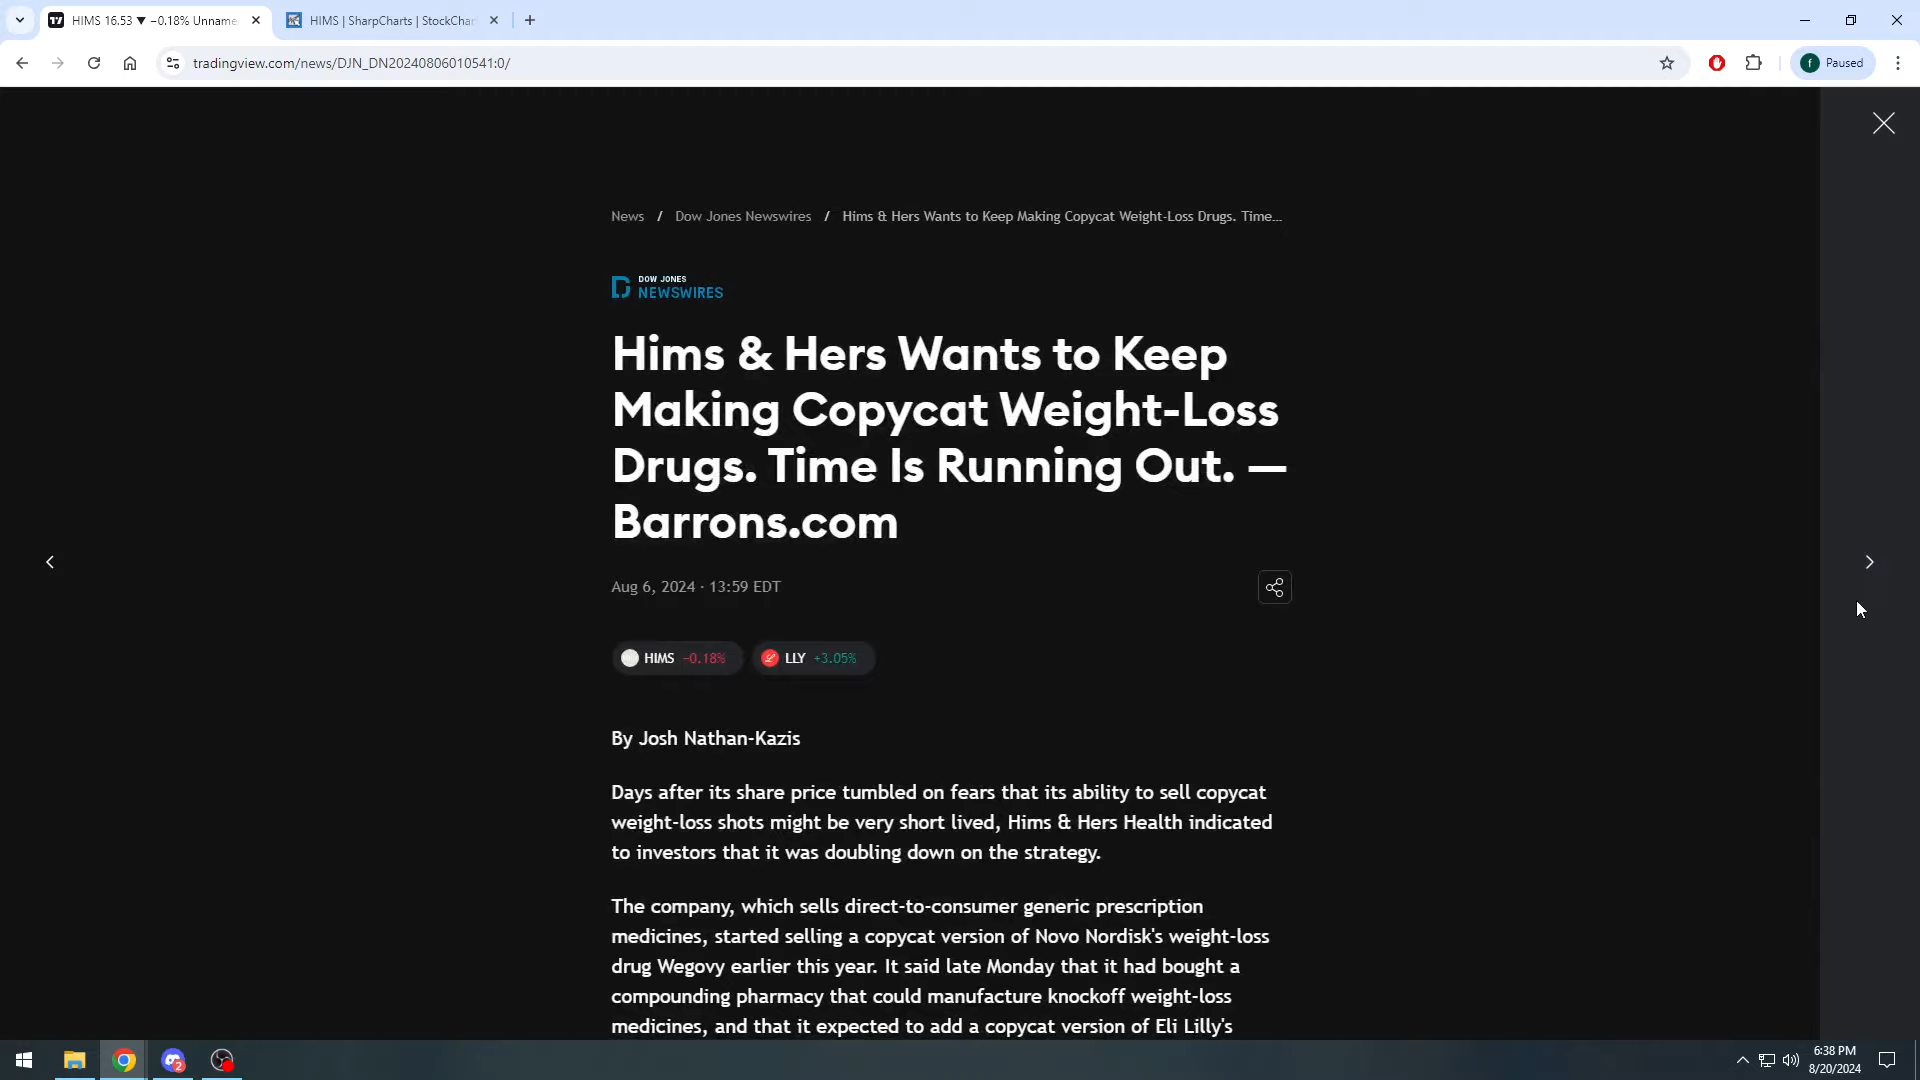 HIMS 16.53 ▼ −0.18% Unname
HIMS | SharpCharts | StockChar
tradingview.com/news/DJN_DN20240806010541:0/
f Paused
News / Dow Jones Newswires / Hims & Hers Wants to Keep Making Copycat Weight-Loss Drugs. Time...
DOW JONES
NEWSWIRES
Hims & Hers Wants to Keep
Making Copycat Weight-Loss
Drugs. Time Is Running Out. —
Barrons.com
Aug 6, 2024 · 13:59 EDT
HIMS −0.18% LLY +3.05%
By Josh Nathan-Kazis
Days after its share price tumbled on fears that its ability to sell copycat
weight-loss shots might be very short lived, Hims & Hers Health indicated
to investors that it was doubling down on the strategy.
The company, which sells direct-to-consumer generic prescription
medicines, started selling a copycat version of Novo Nordisk's weight-loss
drug Wegovy earlier this year. It said late Monday that it had bought a
compounding pharmacy that could manufacture knockoff weight-loss
medicines, and that it expected to add a copycat version of Eli Lilly's
2
6:38 PM
8/20/2024